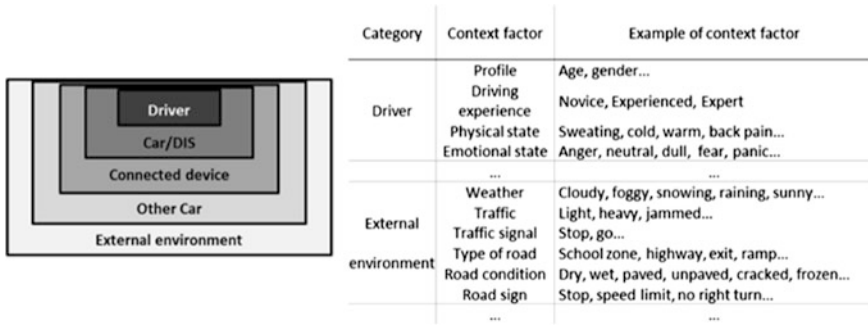 Driver
Car/DIS
Connected device
Other Car
External environment
Category Context factor Example of context factor
Driver
Profile Age, gender...
Driving experience Novice, Experienced, Expert
Physical state Sweating, cold, warm, back pain...
Emotional state Anger, neutral, dull, fear, panic...
... ...
External environment
Weather Cloudy, foggy, snowing, raining, sunny...
Traffic Light, heavy, jammed...
Traffic signal Stop, go...
Type of road School zone, highway, exit, ramp...
Road condition Dry, wet, paved, unpaved, cracked, frozen...
Road sign Stop, speed limit, no right turn...
... ...